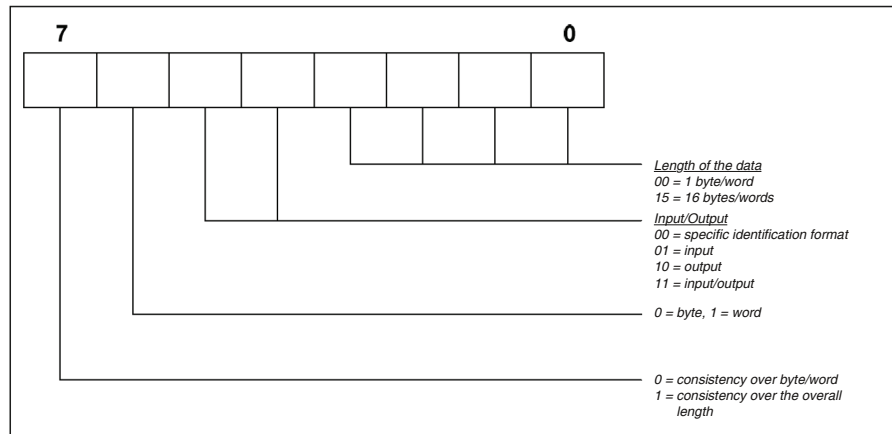 7 0
Length of the data
00 = 1 byte/word
15 = 16 bytes/words
Input/Output
00 = specific identification format
01 = input
10 = output
11 = input/output
0 = byte, 1 = word
0 = consistency over byte/word
1 = consistency over the overall
length